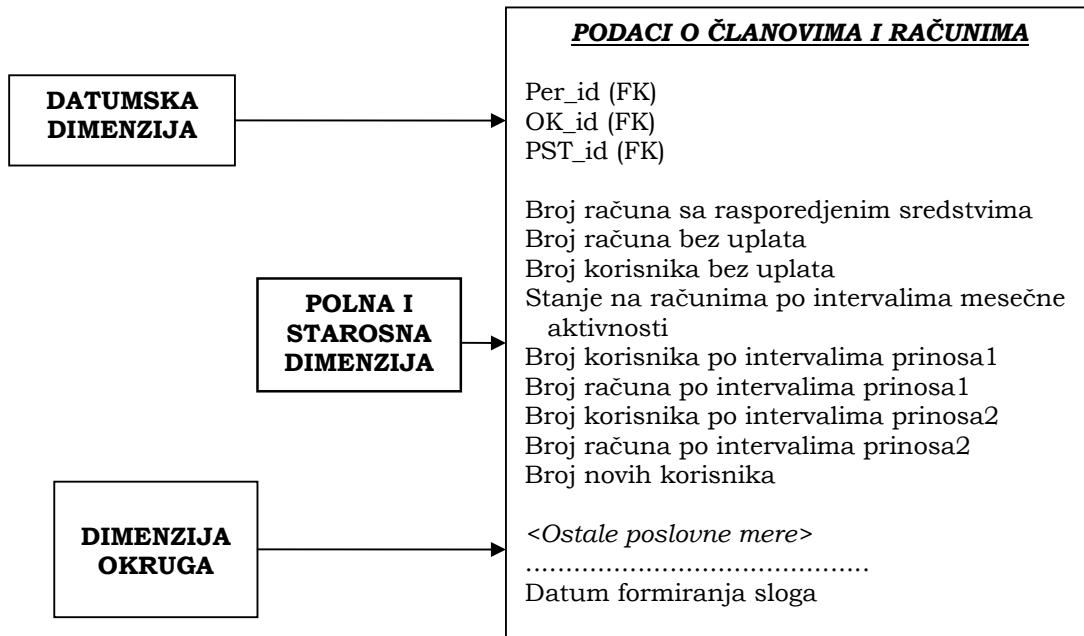 DATUMSKA
DIMENZIJA
POLNA I
STAROSNA
DIMENZIJA
DIMENZIJA
OKRUGA
PODACI O ČLANOVIMA I RAČUNIMA
Per_id (FK)
OK_id (FK)
PST_id (FK)
Broj računa sa rasporedjenim sredstvima
Broj računa bez uplata
Broj korisnika bez uplata
Stanje na računima po intervalima mesečne
aktivnosti
Broj korisnika po intervalima prinosa1
Broj računa po intervalima prinosa1
Broj korisnika po intervalima prinosa2
Broj računa po intervalima prinosa2
Broj novih korisnika
<Ostale poslovne mere>
...........................................
Datum formiranja sloga